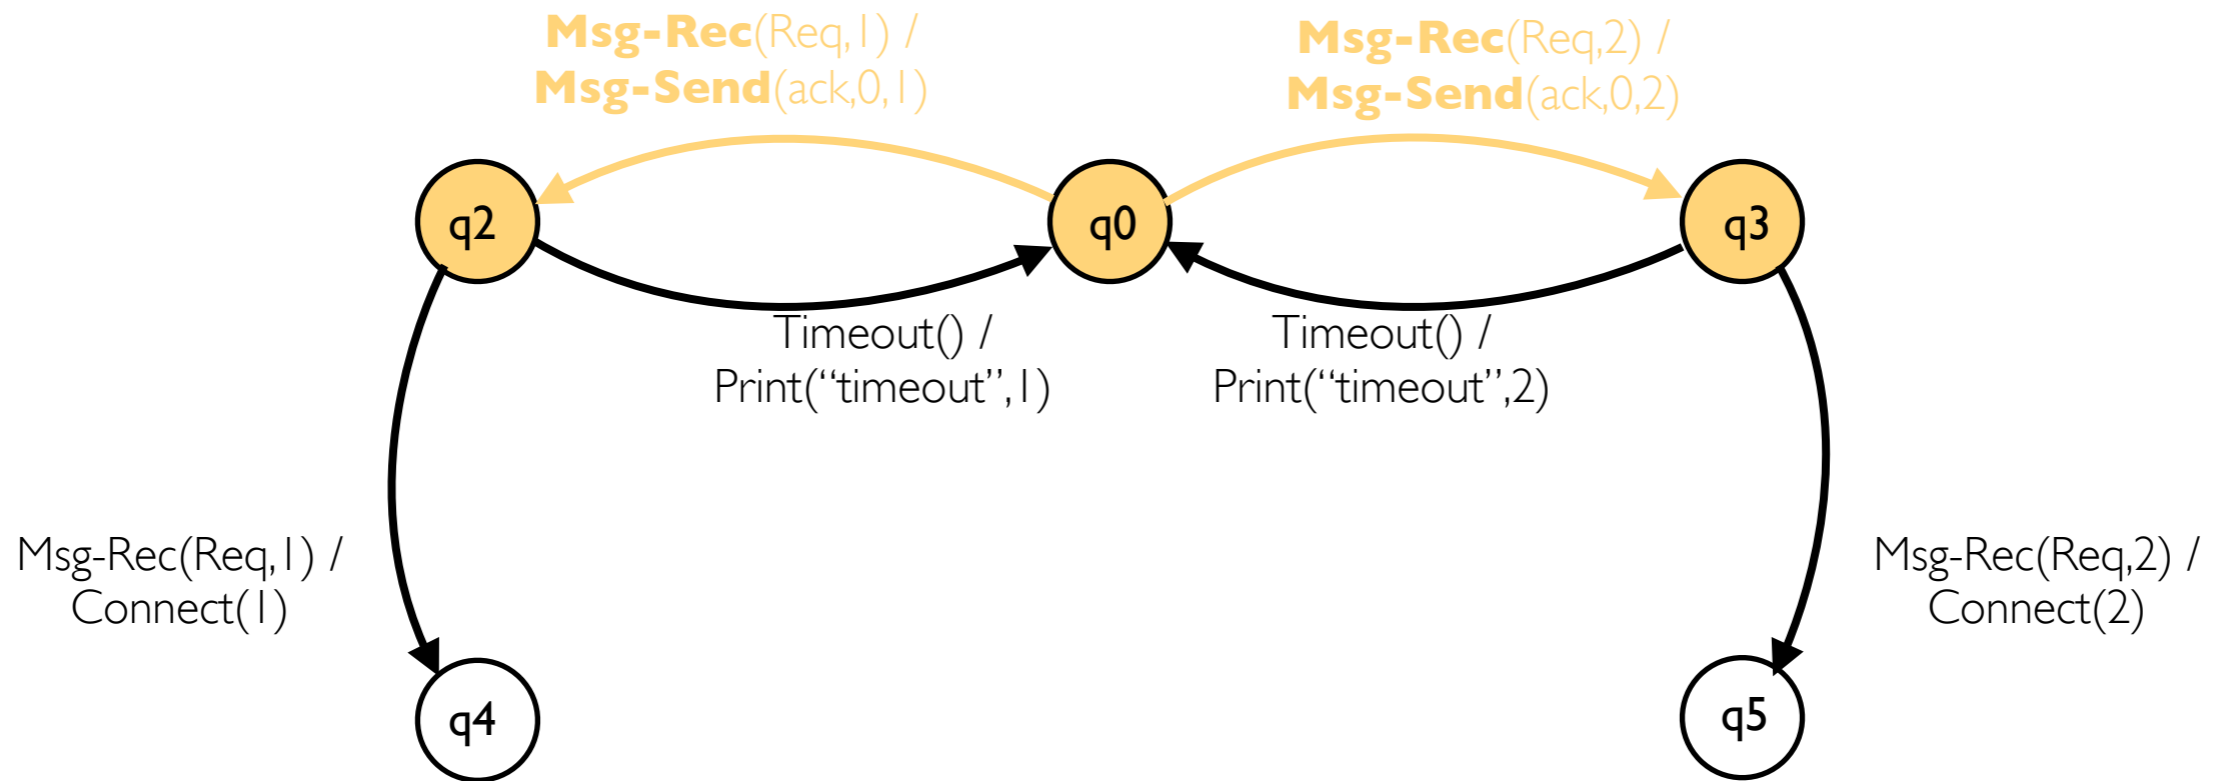 Msg-Rec(Req,1) /
Msg-Send(ack,0,1)
Msg-Rec(Req,2) /
Msg-Send(ack,0,2)
q2
q0
q3
Timeout() /
Print(“timeout”,1)
Timeout() /
Print(“timeout”,2)
Msg-Rec(Req,1) /
Connect(1)
Msg-Rec(Req,2) /
Connect(2)
q4
q5